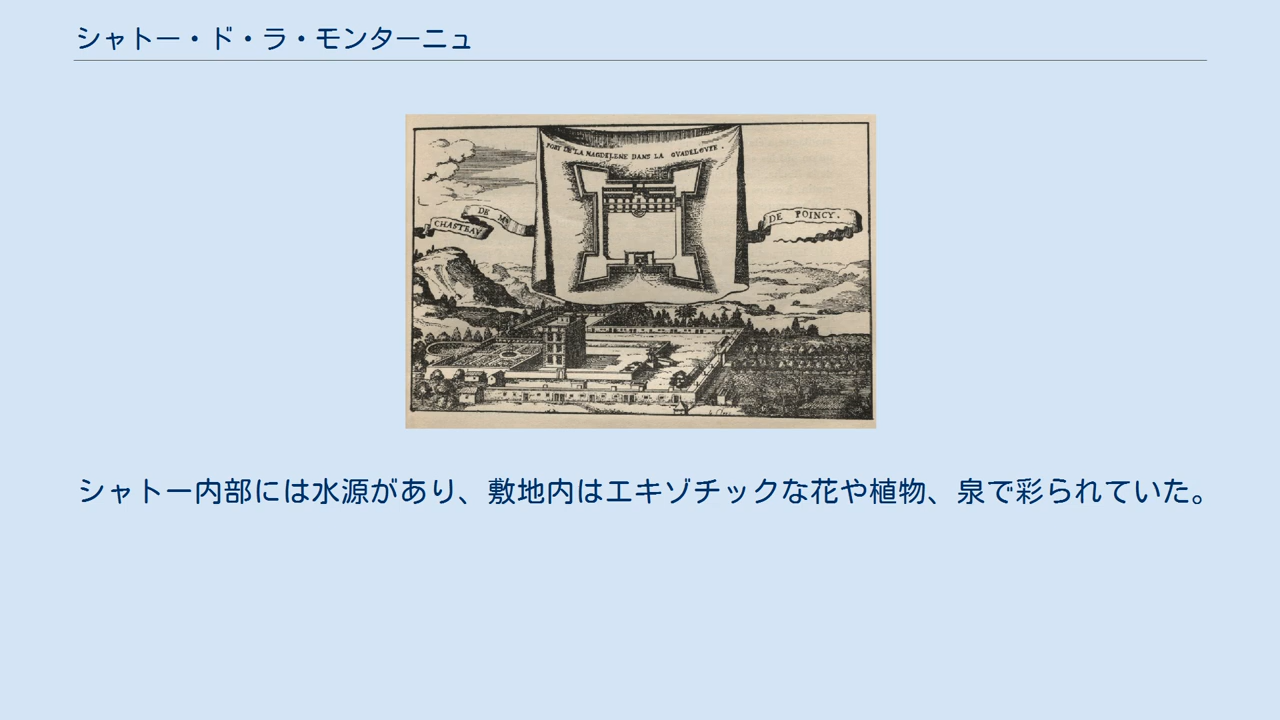 シャトー・ド・ラ・モンターニュ
FORT DE LA MAGDELENE DANS LA GVADELOVPE .
CHASTEAV DE Mr DE POINCY .
シャトー内部には水源があり、敷地内はエキゾチックな花や植物、泉で彩られていた。